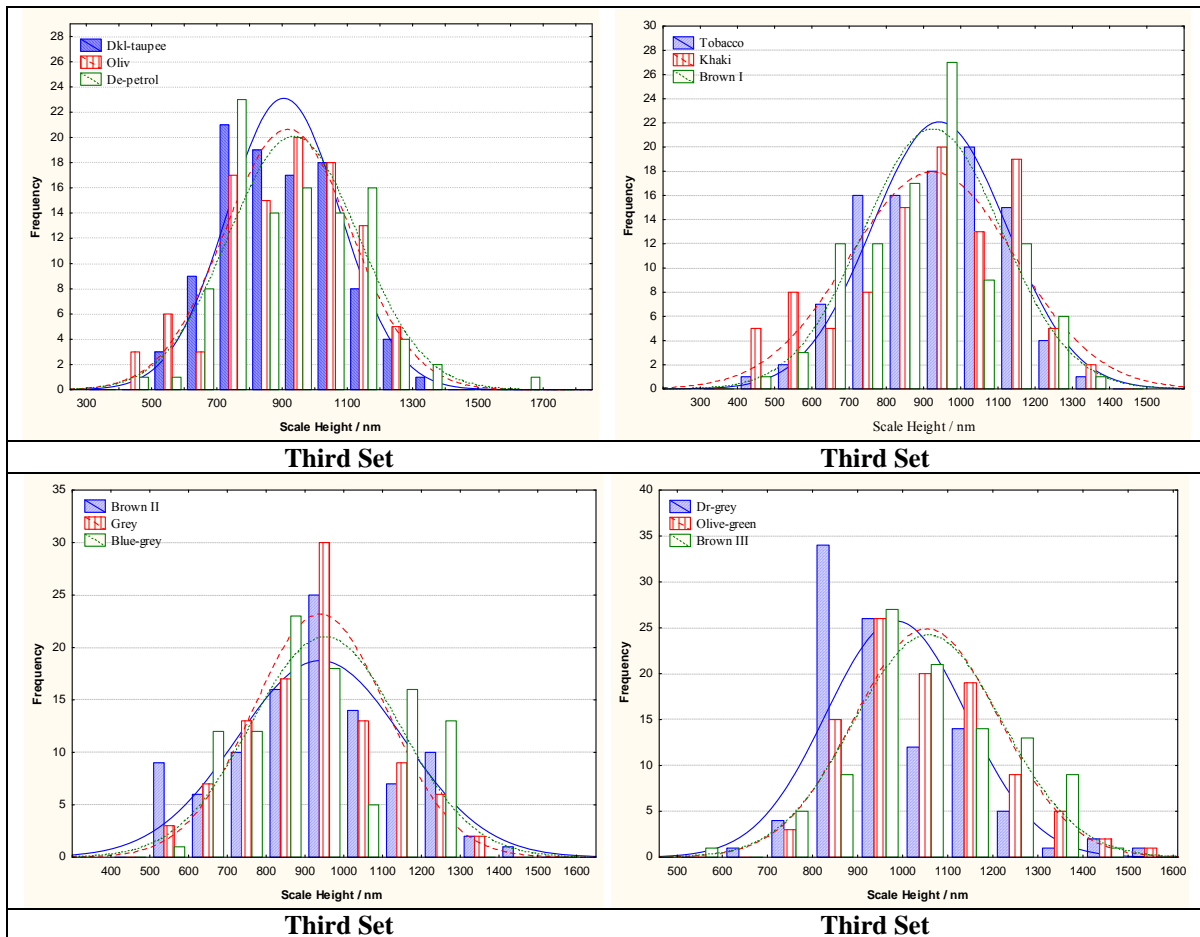 28
26
24
22
20
18
16
14
12
10
8
6
4
2
0
Frequency
Dkl-taupee
Oliv
De-petrol
300 500 700 900 1100 1300 1500 1700
Scale Height / nm
30
28
26
24
22
20
18
16
14
12
10
8
6
4
2
0
Frequency
Tobacco
Khaki
Brown I
300 400 500 600 700 800 900 1000 1100 1200 1300 1400 1500
Scale Height / nm
Third Set Third Set
35
30
25
20
15
10
5
0
Frequency
Brown II
Grey
Blue-grey
400 500 600 700 800 900 1000 1100 1200 1300 1400 1500 1600
Scale Height / nm
40
35
30
25
20
15
10
5
0
Frequency
Dr-grey
Olive-green
Brown III
500 600 700 800 900 1000 1100 1200 1300 1400 1500 1600
Scale Height / nm
Third Set Third Set